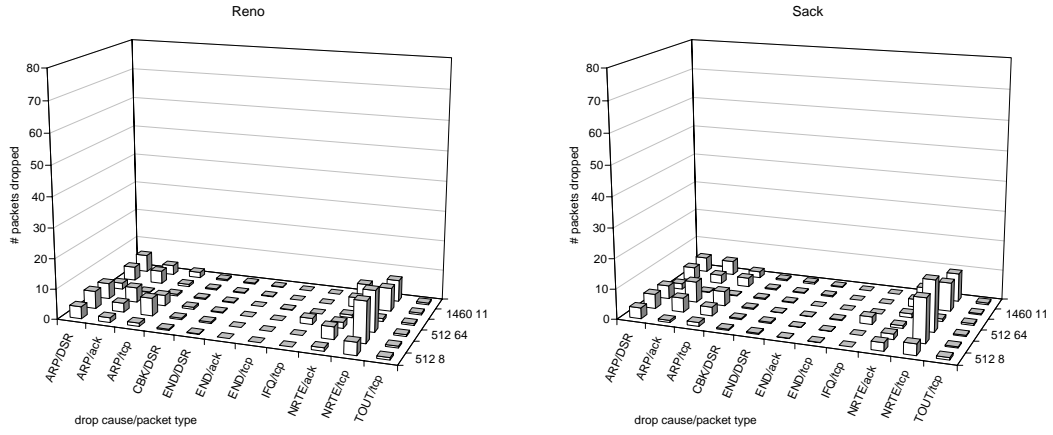 Reno
80
70
60
50
40
30
20
10
0
# packets dropped
ARP/DSR
ARP/ack
ARP/tcp
CBK/DSR
END/DSR
END/ack
END/tcp
IFQ/tcp
NRTE/ack
NRTE/tcp
TOUT/tcp
1460 11
512 64
512 8
drop cause/packet type
Sack
80
70
60
50
40
30
20
10
0
# packets dropped
ARP/DSR
ARP/ack
ARP/tcp
CBK/DSR
END/DSR
END/ack
END/tcp
IFQ/tcp
NRTE/ack
NRTE/tcp
TOUT/tcp
1460 11
512 64
512 8
drop cause/packet type